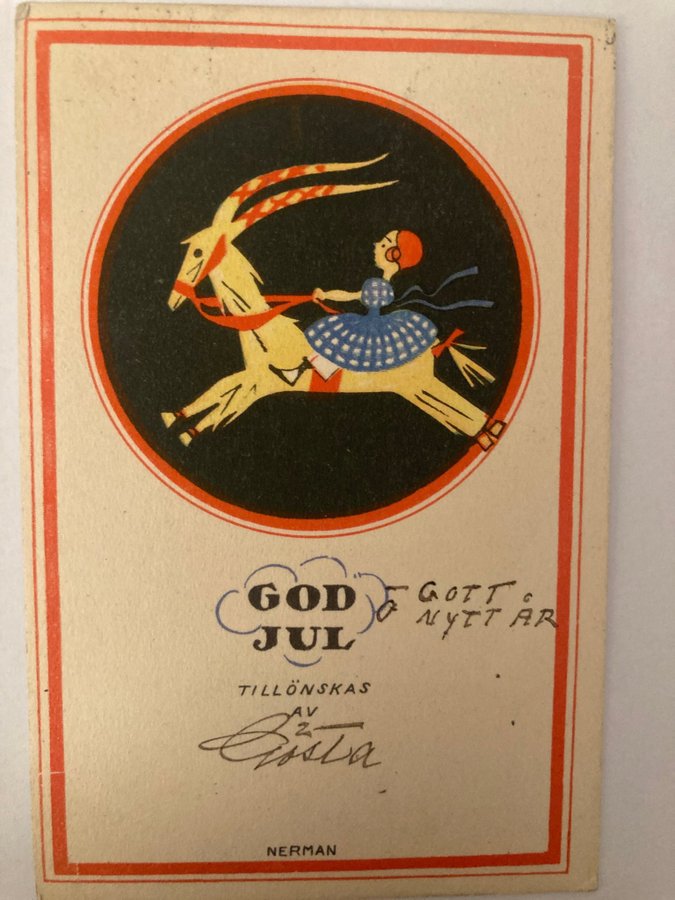 GOD
JUL
Ō GOTT
NYTT ÅR
TILLÖNSKAS
AV
Gösta
NERMAN